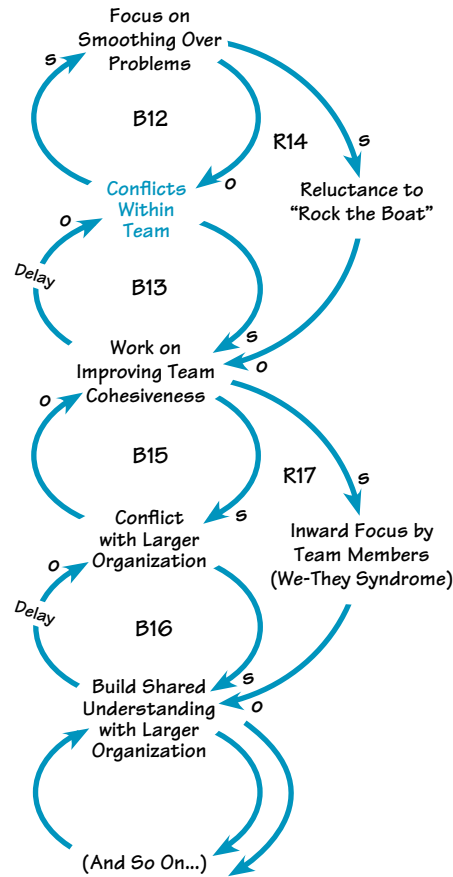 Focus on
Smoothing Over
Problems
s
B12
R14
s
o
Conflicts
Within
Team
Reluctance to
"Rock the Boat"
o
Delay
B13
s
o
Work on
Improving Team
Cohesiveness
o
B15
R17
s
s
Conflict
with Larger
Organization
Inward Focus by
Team Members
(We-They Syndrome)
o
Delay
B16
s
o
Build Shared
Understanding
with Larger
Organization
(And So On...)